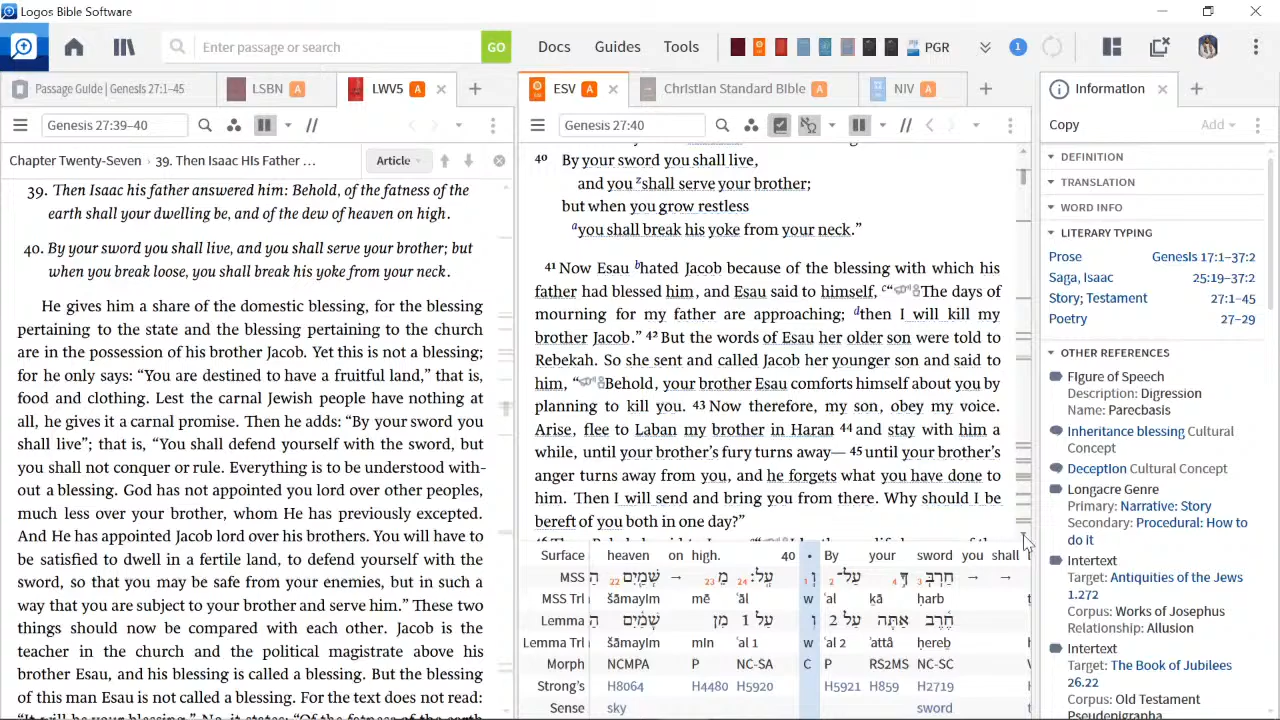 Logos Bible Software
Enter passage or search
GO
Docs
Guides
Tools
PGR
1
Passage Guide | Genesis 27:1–45
LSBN A
LWV5 A
Genesis 27:39–40
Chapter Twenty-Seven › 39. Then Isaac His Father ...
Article
39. Then Isaac his father answered him: Behold, of the fatness of the
earth shall your dwelling be, and of the dew of heaven on high.
40. By your sword you shall live, and you shall serve your brother; but
when you break loose, you shall break his yoke from your neck.
He gives him a share of the domestic blessing, for the blessing
pertaining to the state and the blessing pertaining to the church
are in the possession of his brother Jacob. Yet this is not a blessing;
for he only says: “You are destined to have a fruitful land,” that is,
food and clothing. Lest the carnal Jewish people have nothing at
all, he gives it a carnal promise. Then he adds: “By your sword you
shall live”; that is, “You shall defend yourself with the sword, but
you shall not conquer or rule. Everything is to be understood with-
out a blessing. God has not appointed you lord over other peoples,
much less over your brother, whom He has previously excepted.
And He has appointed Jacob lord over his brothers. You will have to
be satisfied to dwell in a fertile land, to defend yourself with the
sword, so that you may be safe from your enemies, but in such a
way that you are subject to your brother and serve him.” These two
things should now be compared with each other. Jacob is the
teacher in the church and the political magistrate above his
brother Esau, and his blessing is called a blessing. But the blessing
of this man Esau is not called a blessing. For the text does not read:
ESV A
Christian Standard Bible A
NIV A
Genesis 27:40
40 By your sword you shall live,
and you zshall serve your brother;
but when you grow restless
ayou shall break his yoke from your neck.”
41 Now Esau bhated Jacob because of the blessing with which his
father had blessed him, and Esau said to himself, c“The days of
mourning for my father are approaching; dthen I will kill my
brother Jacob.” 42 But the words of Esau her older son were told to
Rebekah. So she sent and called Jacob her younger son and said to
him, “Behold, your brother Esau comforts himself about you by
planning to kill you. 43 Now therefore, my son, obey my voice.
Arise, flee to Laban my brother in Haran 44 and stay with him a
while, until your brother’s fury turns away— 45 until your brother’s
anger turns away from you, and he forgets what you have done to
him. Then I will send and bring you from there. Why should I be
bereft of you both in one day?”
Surface heaven on high. 40 • By your sword you shall
MSS הַ 22 שָּׁמַיִם → 23 מֵ 24 עָל׃ 1 וְ 2 עַל־ 4 ךָ 3 חַרְבְּ → →
MSS Trl šāmayim mē ʿāl w ʿal kā ḥarb
Lemma הַ שָׁמַיִם מִן עַל 1 וְ עַל 2 אַתָּה חֶרֶב
Lemma Trl šāmayim min ʿal 1 w ʿal 2 ʾattâ ḥereb
Morph NCMPA P NC-SA C P RS2MS NC-SC
Strong’s H8064 H4480 H5920 H5921 H859 H2719
Sense sky sword
Information
Copy
Add
DEFINITION
TRANSLATION
WORD INFO
LITERARY TYPING
Prose Genesis 17:1–37:2
Saga, Isaac 25:19–37:2
Story; Testament 27:1–45
Poetry 27–29
OTHER REFERENCES
Figure of Speech
Description: Digression
Name: Parecbasis
Inheritance blessing Cultural
Concept
Deception Cultural Concept
Longacre Genre
Primary: Narrative: Story
Secondary: Procedural: How to
do it
Intertext
Target: Antiquities of the Jews
1.272
Corpus: Works of Josephus
Relationship: Allusion
Intertext
Target: The Book of Jubilees
26.22
Corpus: Old Testament
Pseudepigrapha